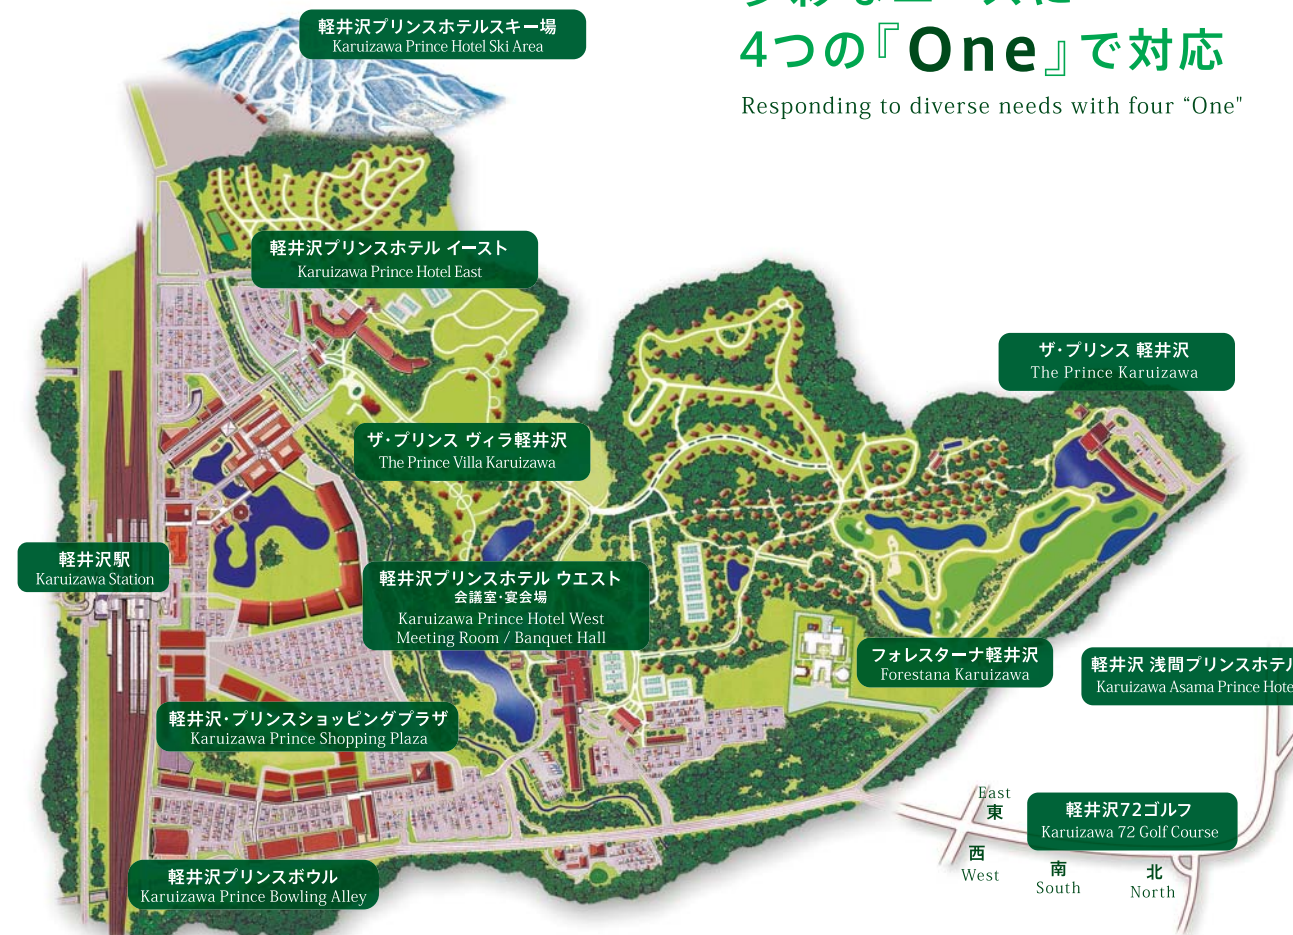 4つの『One』で対応
Responding to diverse needs with four “One"
軽井沢プリンスホテルスキー場
Karuizawa Prince Hotel Ski Area
軽井沢プリンスホテル イースト
Karuizawa Prince Hotel East
ザ・プリンス 軽井沢
The Prince Karuizawa
ザ・プリンス ヴィラ軽井沢
The Prince Villa Karuizawa
軽井沢駅
Karuizawa Station
軽井沢プリンスホテル ウエスト
会議室・宴会場
Karuizawa Prince Hotel West
Meeting Room / Banquet Hall
フォレスターナ軽井沢
Forestana Karuizawa
軽井沢 浅間プリンスホテル
Karuizawa Asama Prince Hote
軽井沢・プリンスショッピングプラザ
Karuizawa Prince Shopping Plaza
East
東
軽井沢72ゴルフ
Karuizawa 72 Golf Course
西
West
南
South
北
North
軽井沢プリンスボウル
Karuizawa Prince Bowling Alley